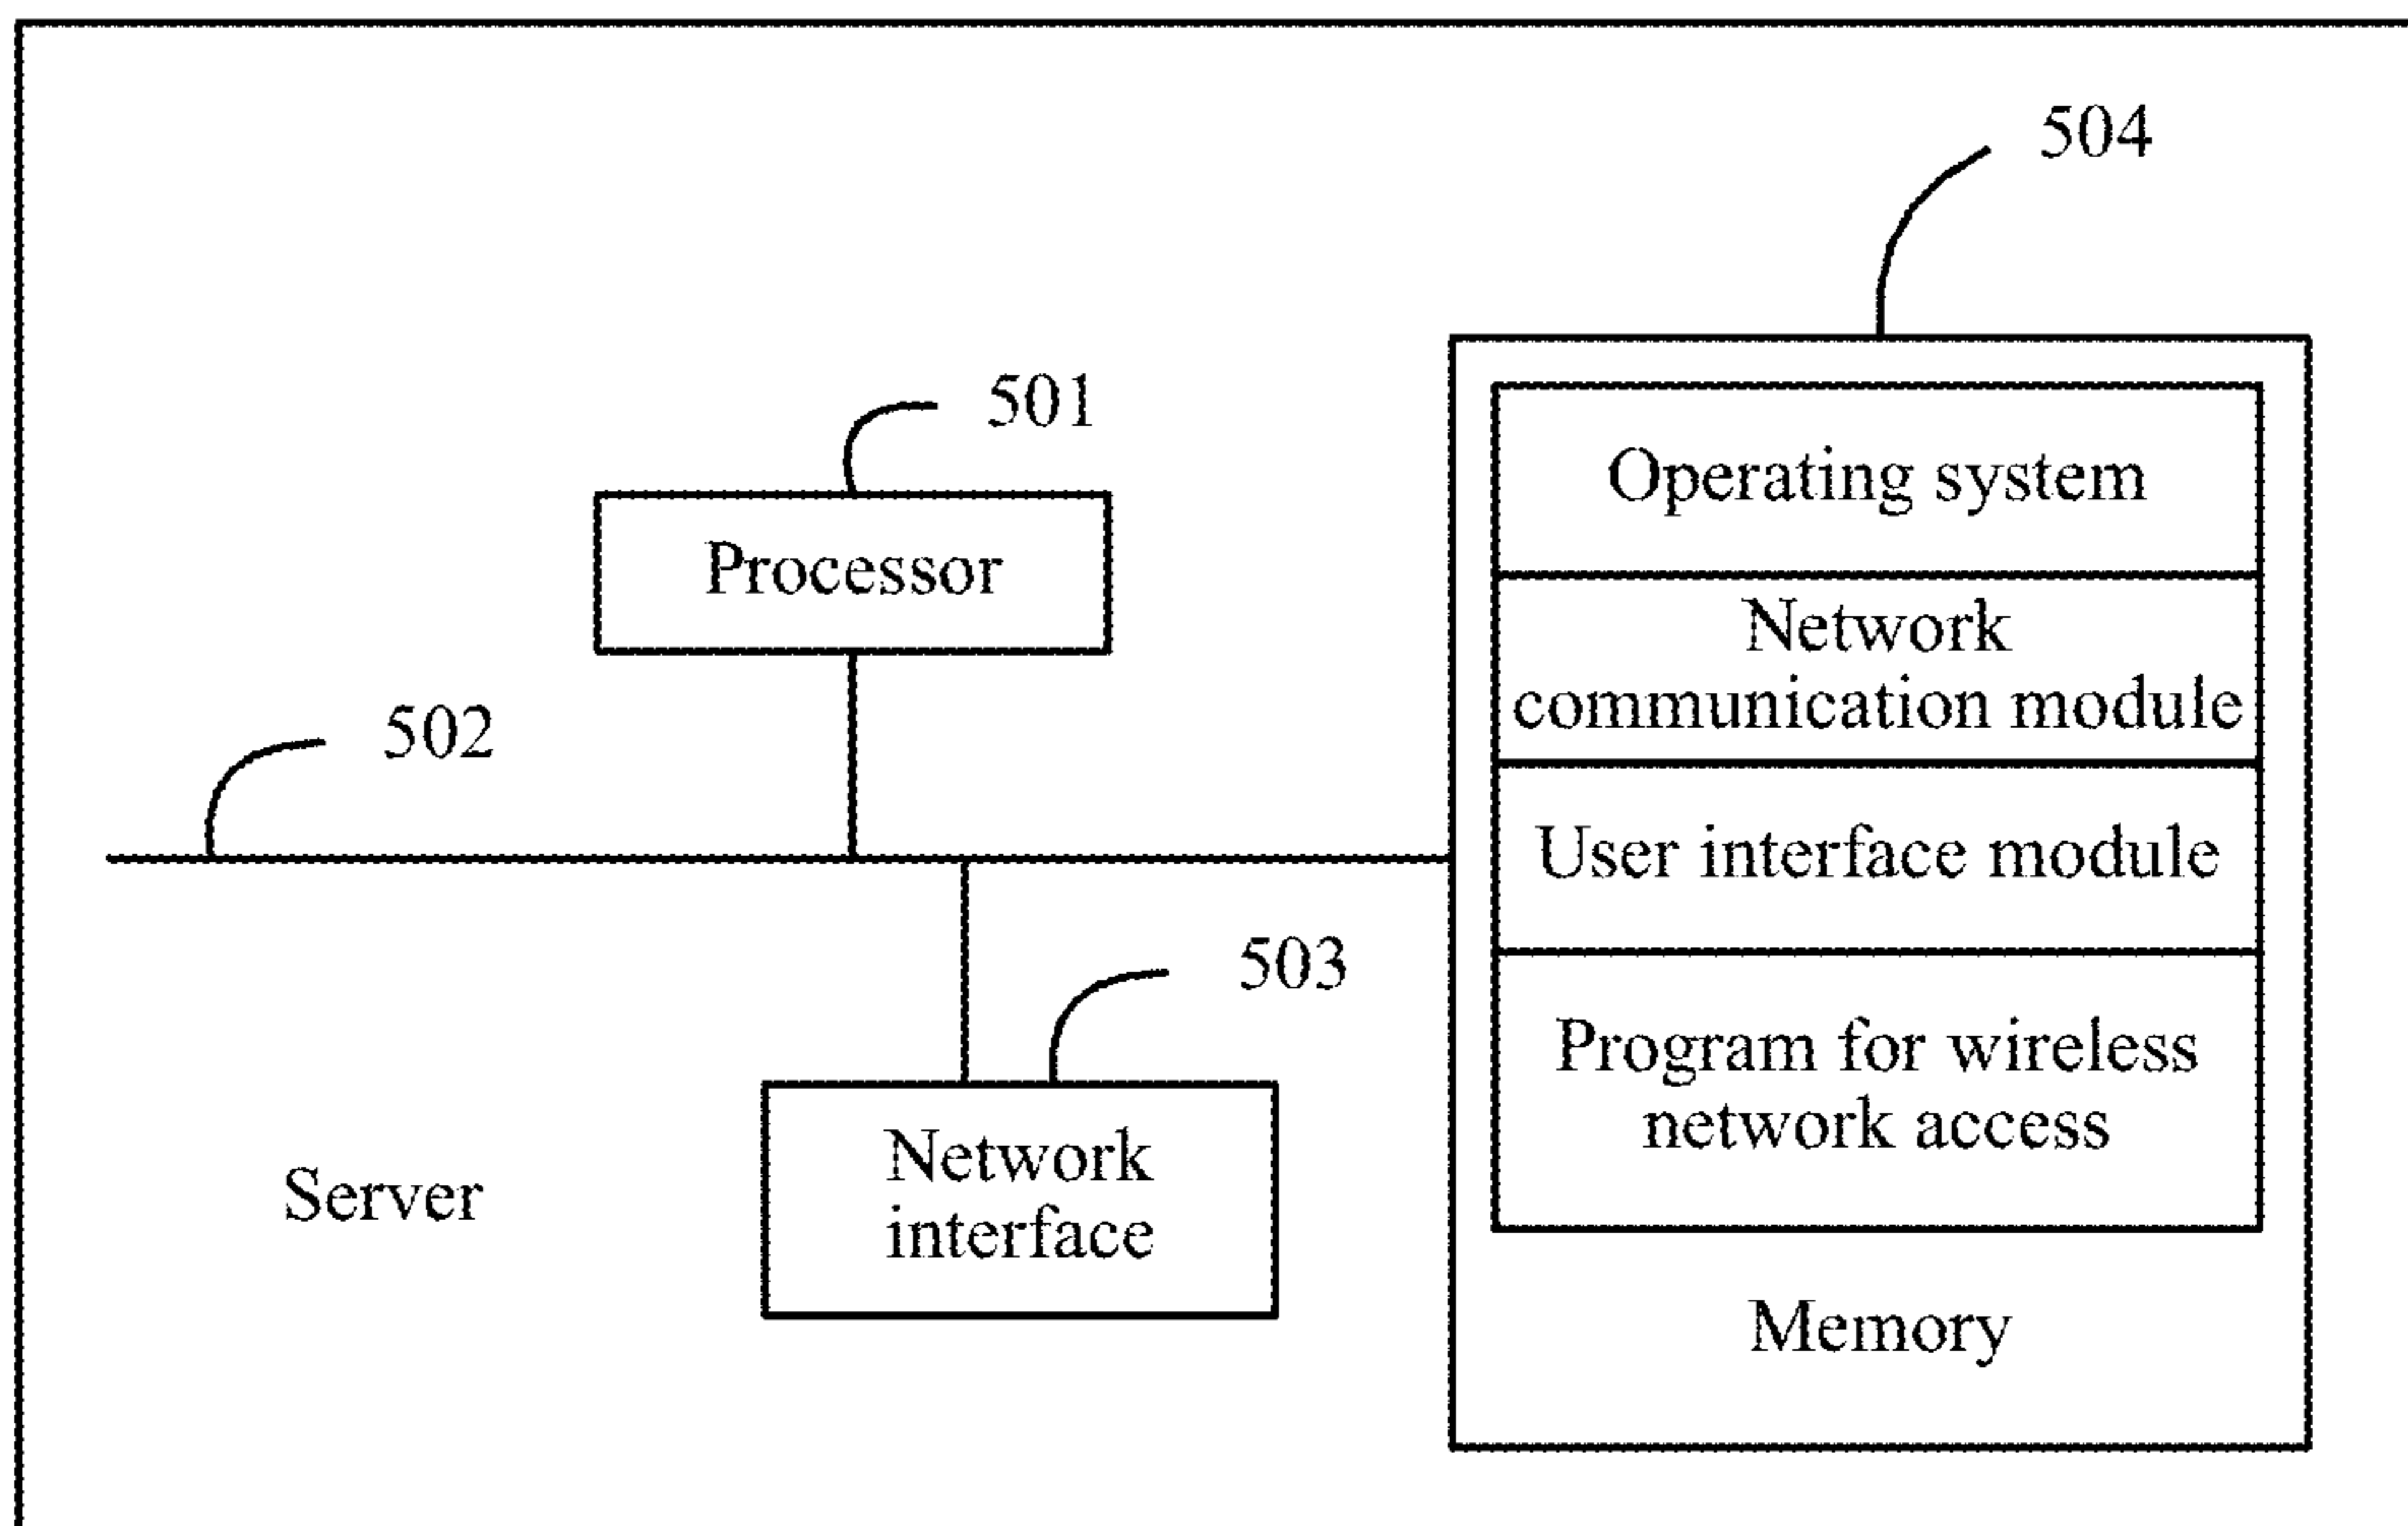 504
501
Operating system
Processor
Network
communication module
502
User interface module
503
Program for wireless
network access
Network
interface
Server
Memory